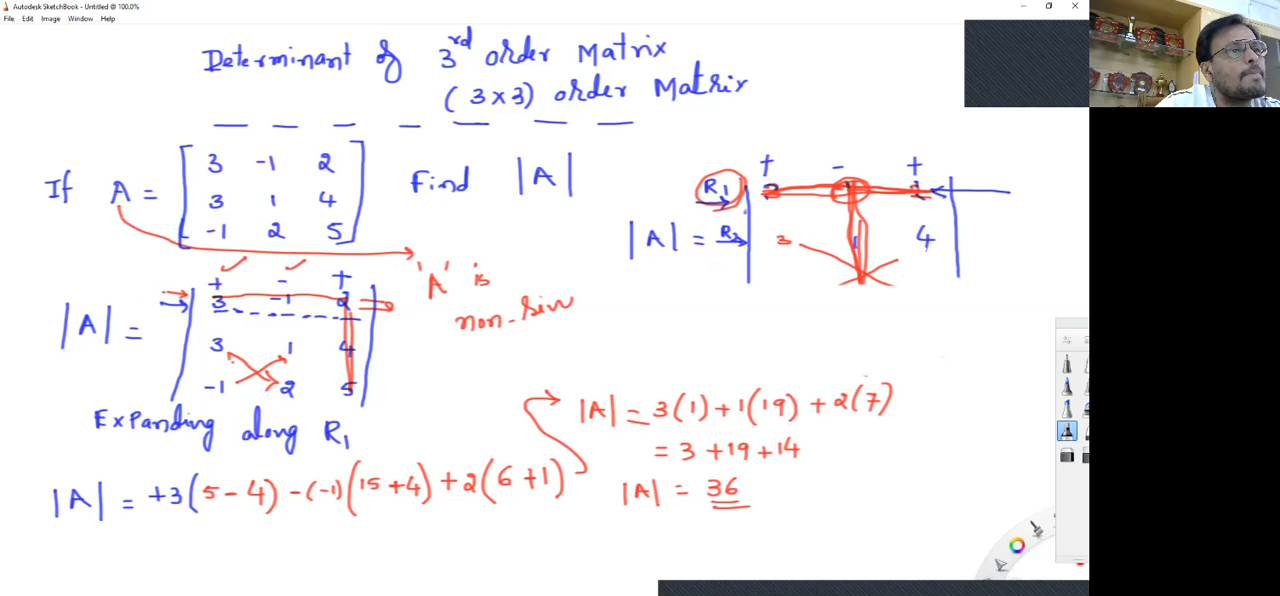 Autodesk SketchBook - Untitled @ 100.0%
File Edit Image Window Help
Determinant of 3rd order Matrix
(3×3) order Matrix
If A = [ 3 -1 2
3 1 4
-1 2 5 ] Find |A|
'A' is
non-sin
|A| =
+ - +
3 -1 2
3 1 4
-1 2 5
Expanding along R1
|A| = +3(5-4) -(-1)(15+4) +2(6+1)
|A| = 3(1) + 1(19) + 2(7)
= 3 + 19 + 14
|A| = 36
+ - +
R1
|A| = R2 3 1 4